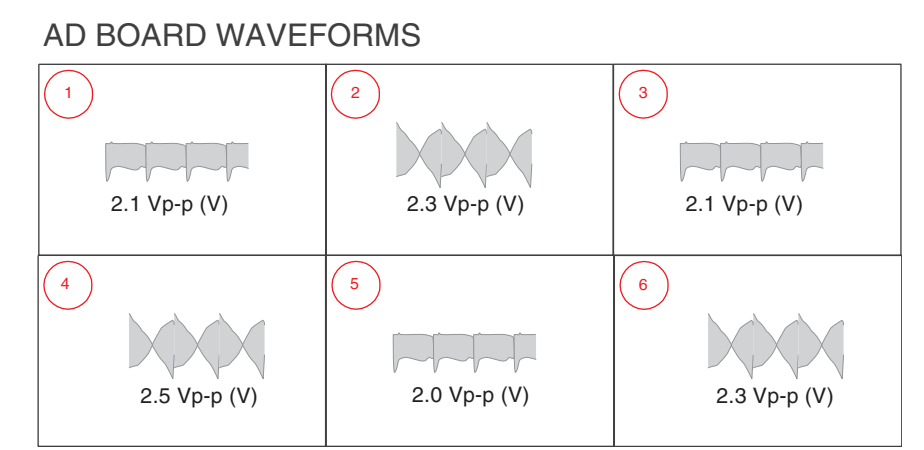 AD BOARD WAVEFORMS
1
2
3
2.1 Vp-p (V)
2.3 Vp-p (V)
2.1 Vp-p (V)
4
5
6
2.5 Vp-p (V)
2.0 Vp-p (V)
2.3 Vp-p (V)